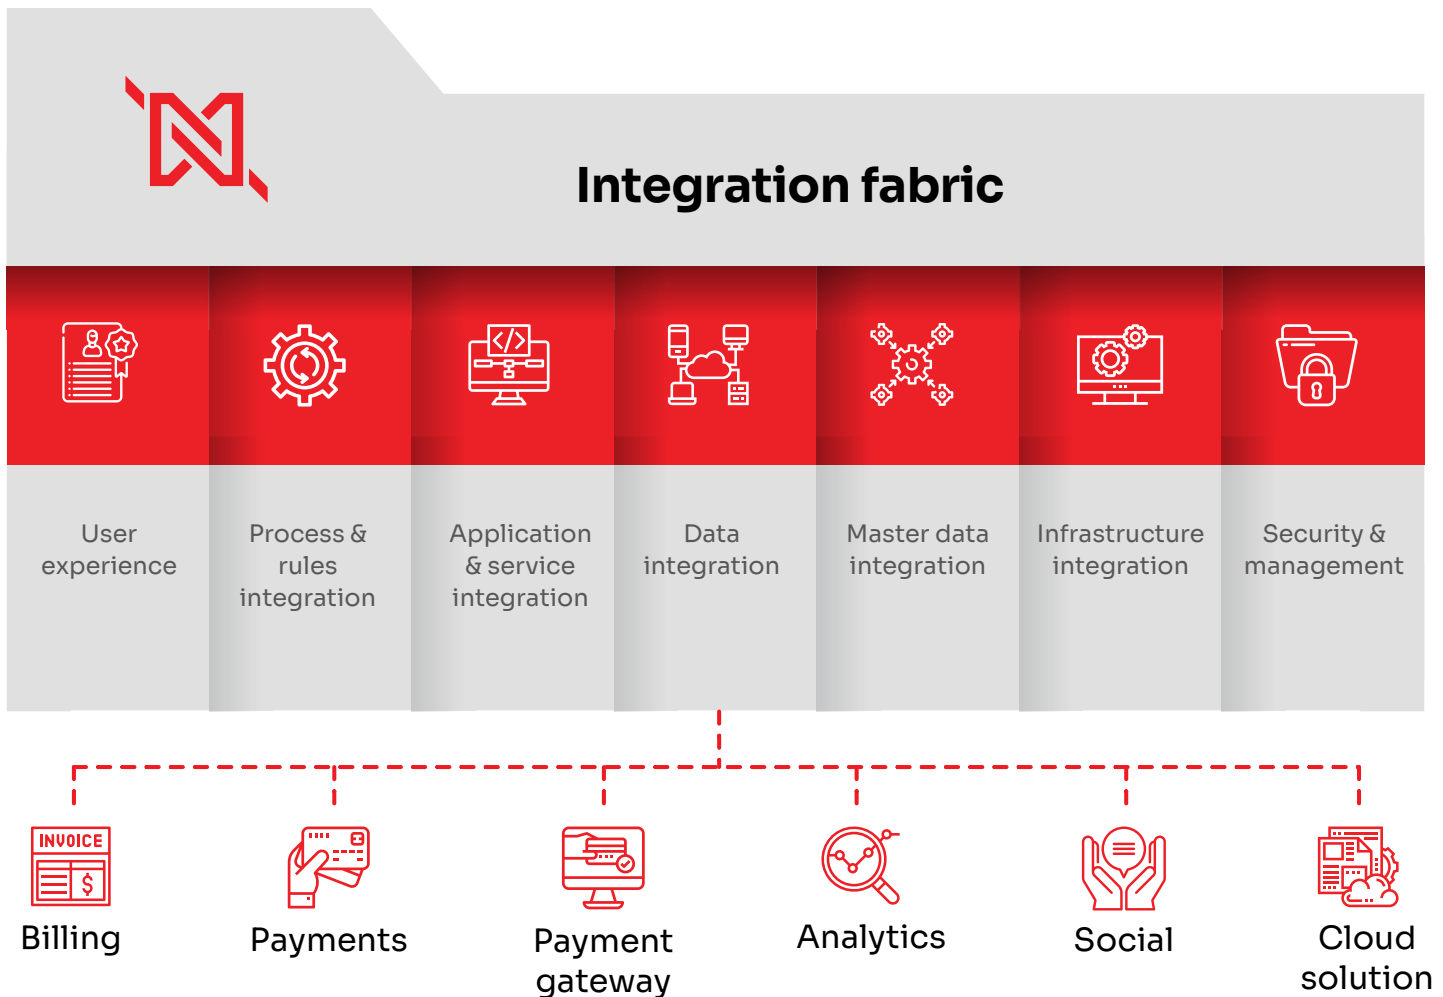 Integration fabric
</>
User
experience
Process &
rules
integration
Application
& service
integration
Data
integration
Master data
integration
Infrastructure
integration
Security &
management
INVOICE
$
Billing
Payments
Payment
gateway
Analytics
Social
Cloud
solution